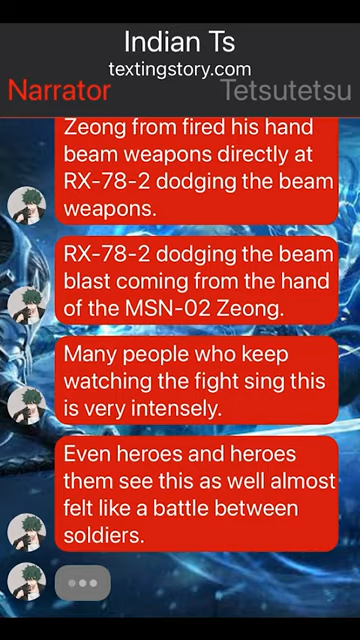 Indian Ts
textingstory.com
Narrator
Tetsutetsu
Zeong from fired his hand
beam weapons directly at
RX-78-2 dodging the beam
weapons.
RX-78-2 dodging the beam
blast coming from the hand
of the MSN-02 Zeong.
Many people who keep
watching the fight sing this
is very intensely.
Even heroes and heroes
them see this as well almost
felt like a battle between
soldiers.